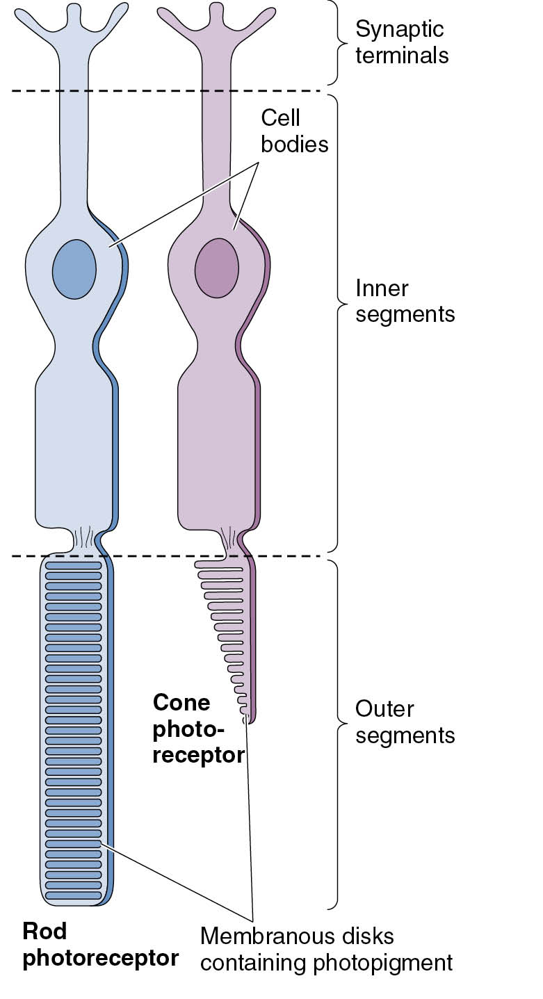 Synaptic
terminals
Cell
bodies
Inner
segments
Cone
photo-
receptor
Outer
segments
Rod
photoreceptor
Membranous disks
containing photopigment